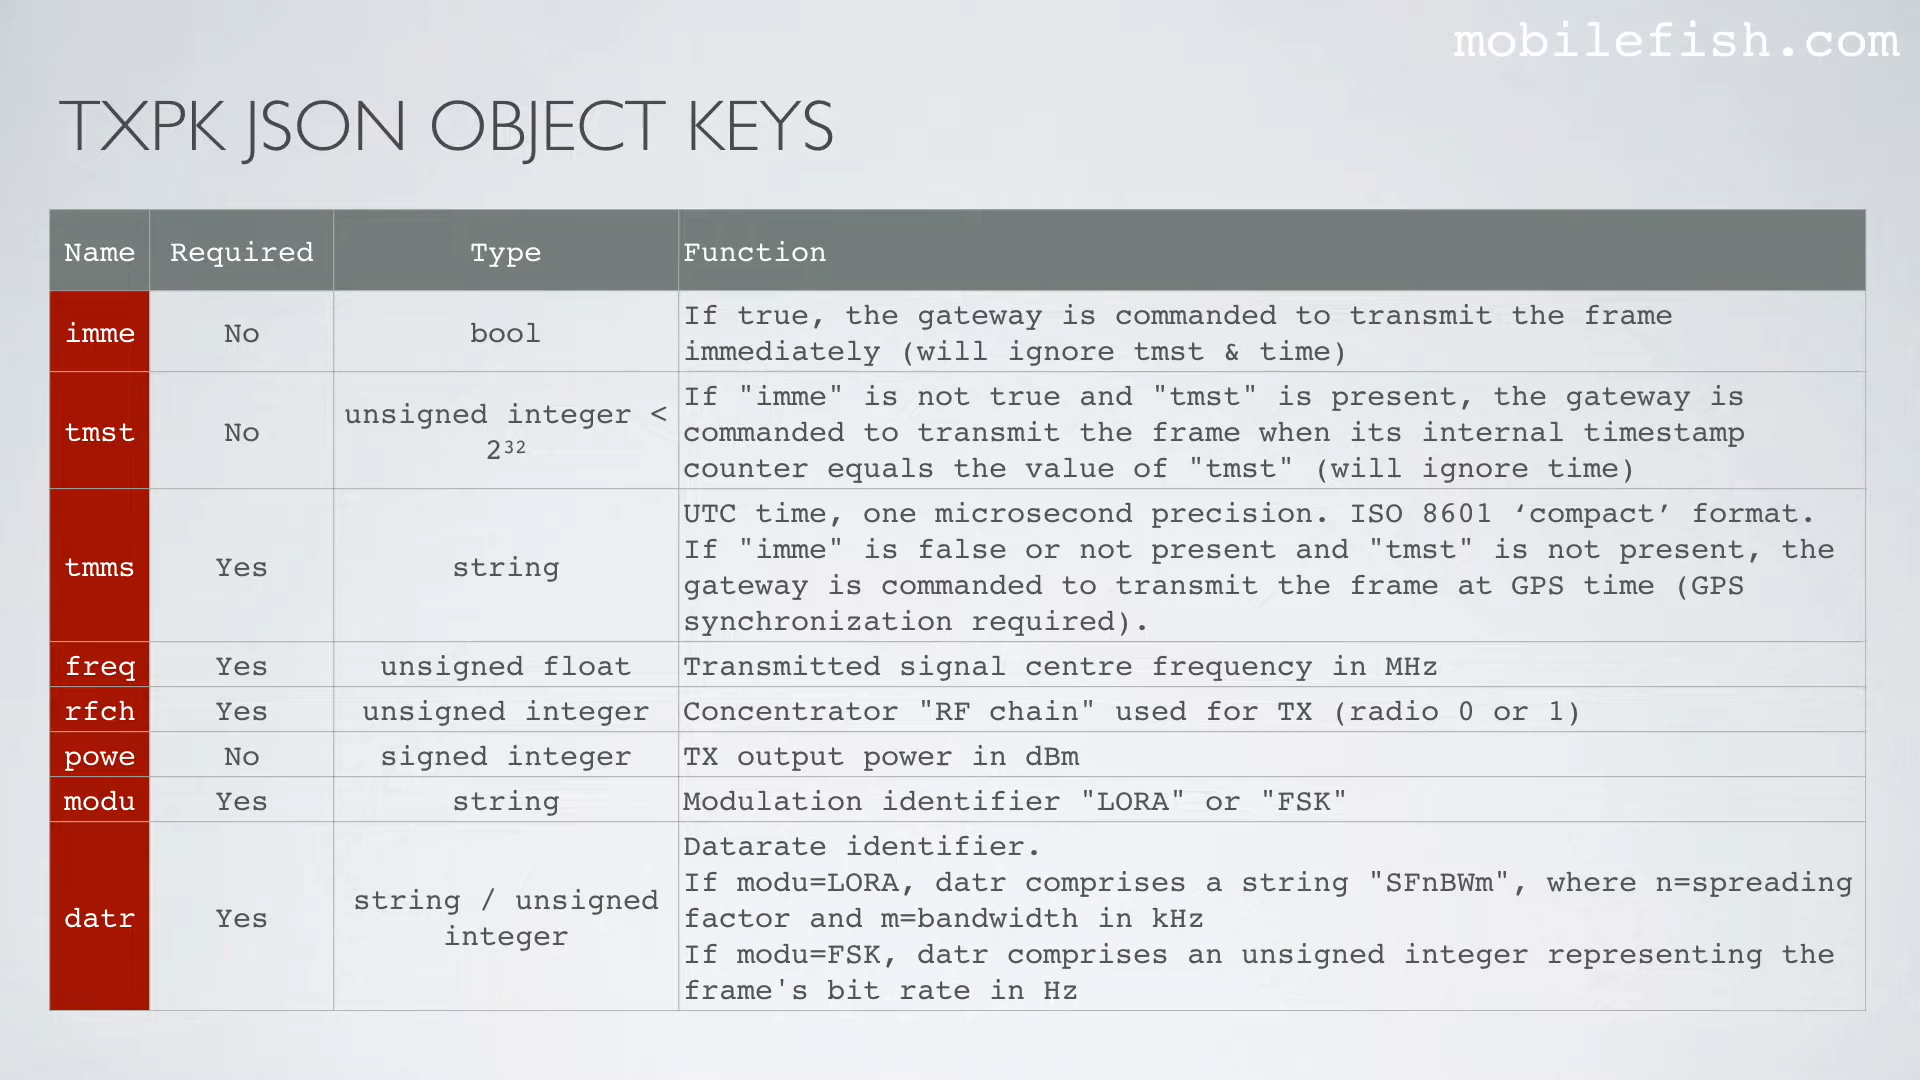 mobilefish.com
TXPK JSON OBJECT KEYS
Name Required Type Function
imme No bool If true, the gateway is commanded to transmit the frame
immediately (will ignore tmst & time)
tmst No unsigned integer <
2³² If "imme" is not true and "tmst" is present, the gateway is
commanded to transmit the frame when its internal timestamp
counter equals the value of "tmst" (will ignore time)
tmms Yes string UTC time, one microsecond precision. ISO 8601 ‘compact’ format.
If "imme" is false or not present and "tmst" is not present, the
gateway is commanded to transmit the frame at GPS time (GPS
synchronization required).
freq Yes unsigned float Transmitted signal centre frequency in MHz
rfch Yes unsigned integer Concentrator "RF chain" used for TX (radio 0 or 1)
powe No signed integer TX output power in dBm
modu Yes string Modulation identifier "LORA" or "FSK"
datr Yes string / unsigned
integer Datarate identifier.
If modu=LORA, datr comprises a string "SFnBWm", where n=spreading
factor and m=bandwidth in kHz
If modu=FSK, datr comprises an unsigned integer representing the
frame's bit rate in Hz